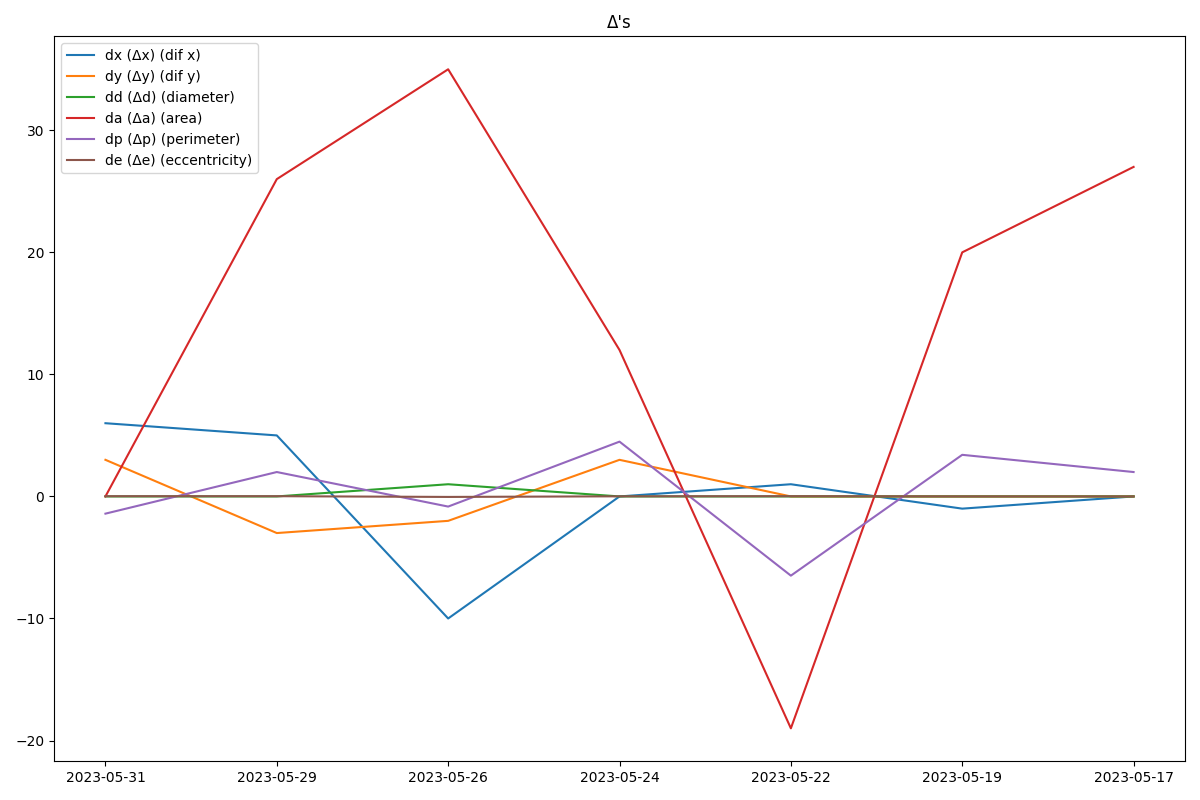 Δ's
dx (Δx) (dif x)
dy (Δy) (dif y)
dd (Δd) (diameter)
da (Δa) (area)
dp (Δp) (perimeter)
de (Δe) (eccentricity)
30
20
10
0
−10
−20
2023-05-31 2023-05-29 2023-05-26 2023-05-24 2023-05-22 2023-05-19 2023-05-17